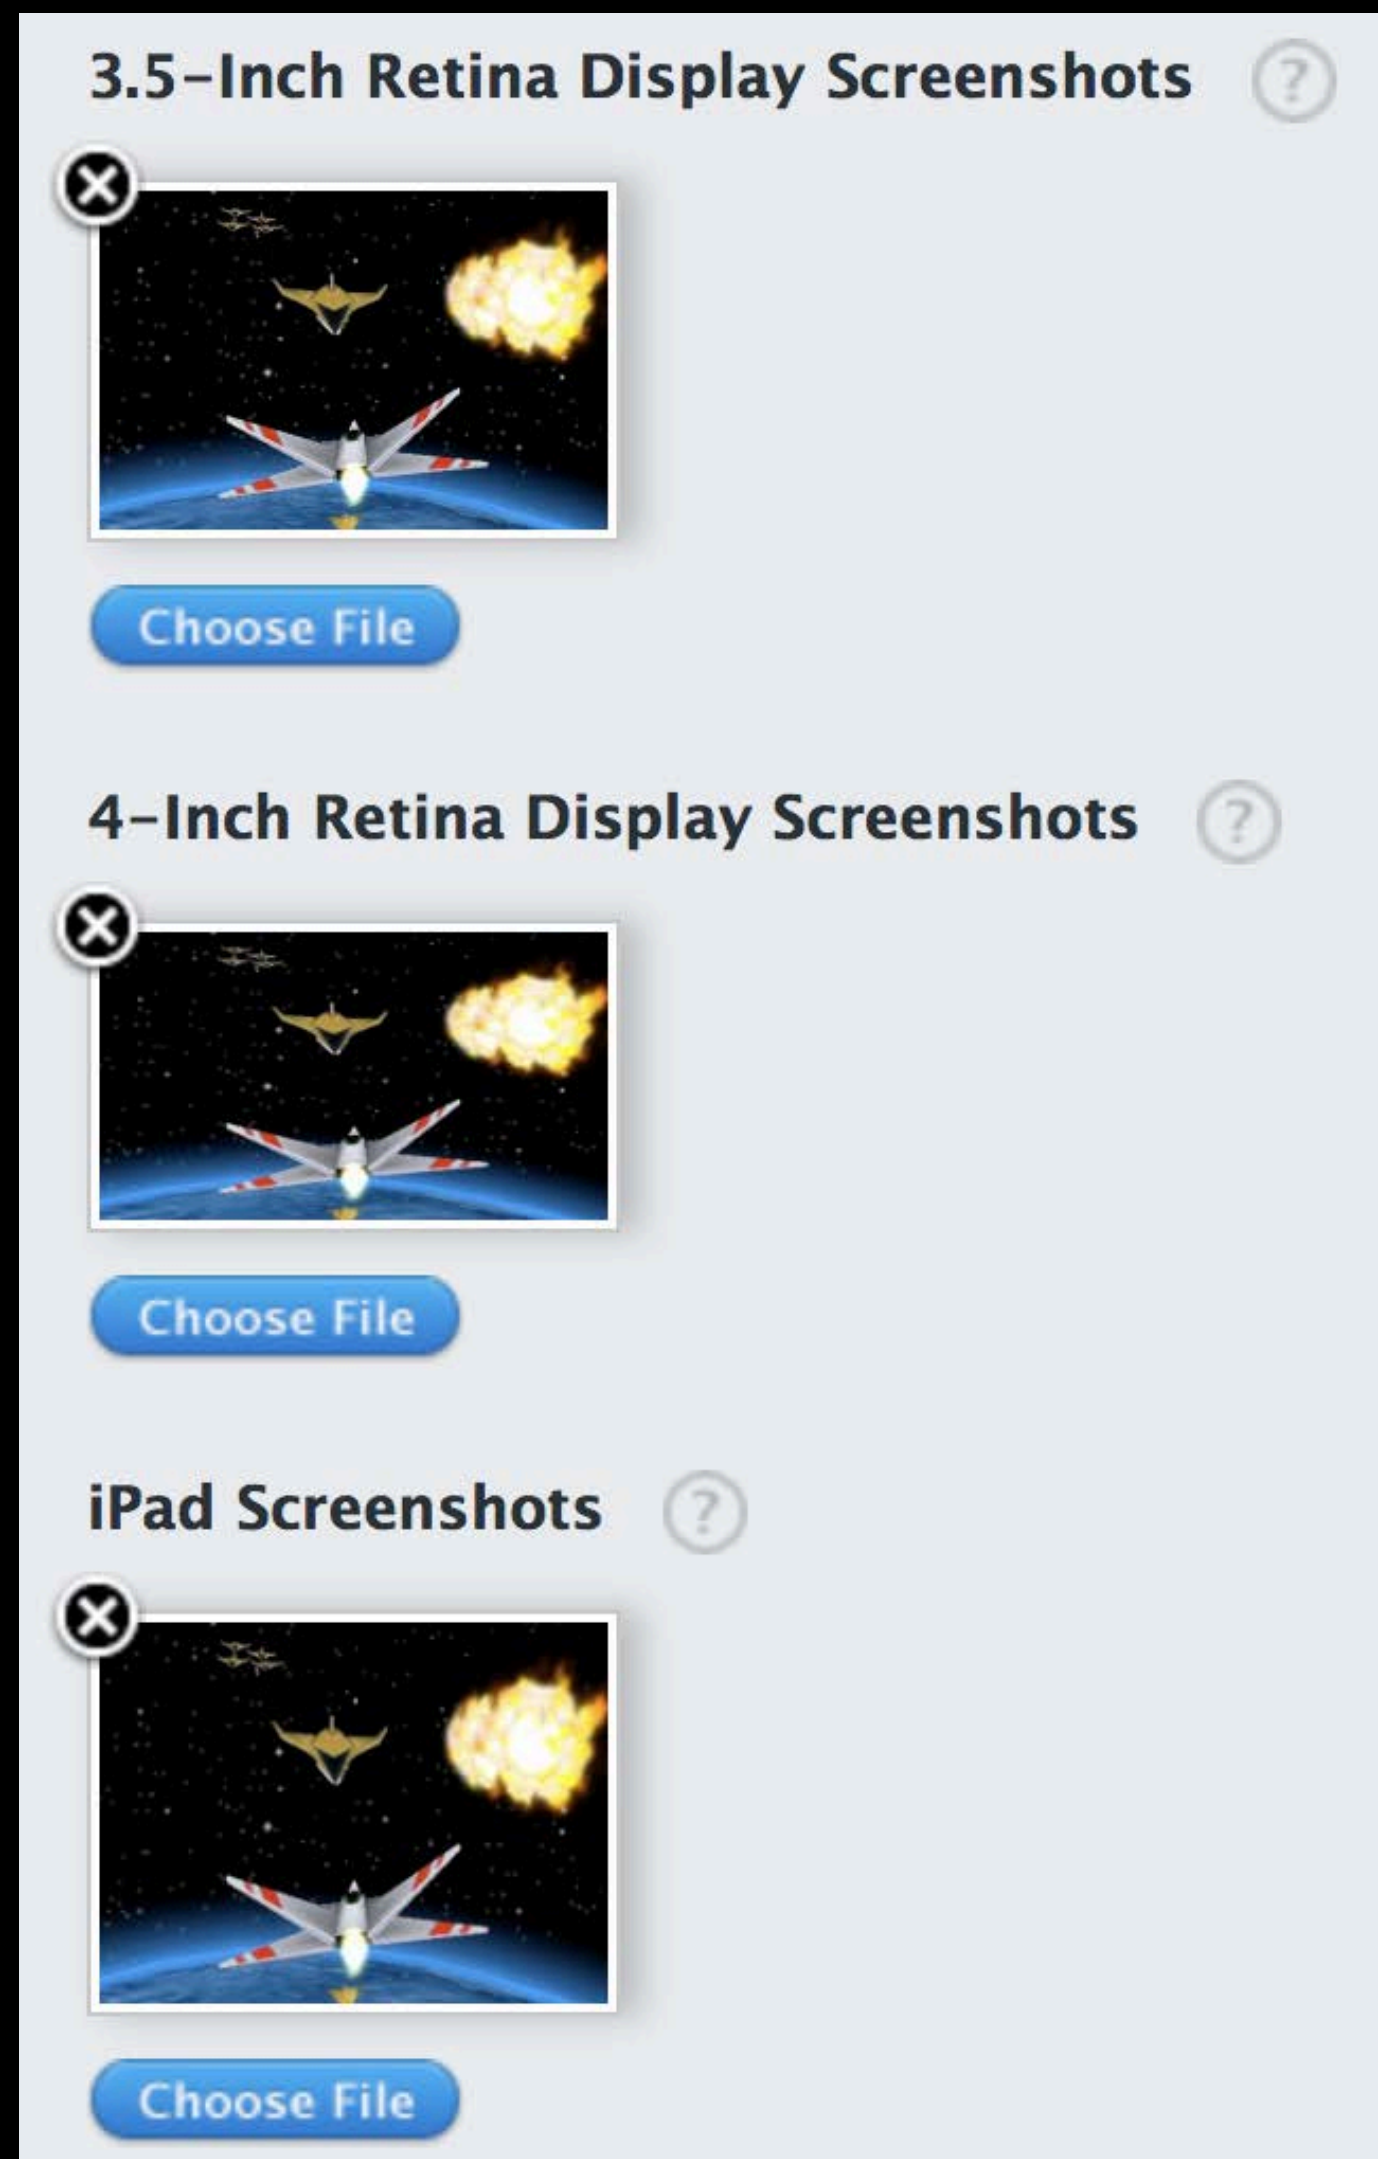 3.5-Inch Retina Display Screenshots ?
Choose File
4-Inch Retina Display Screenshots ?
Choose File
iPad Screenshots ?
Choose File